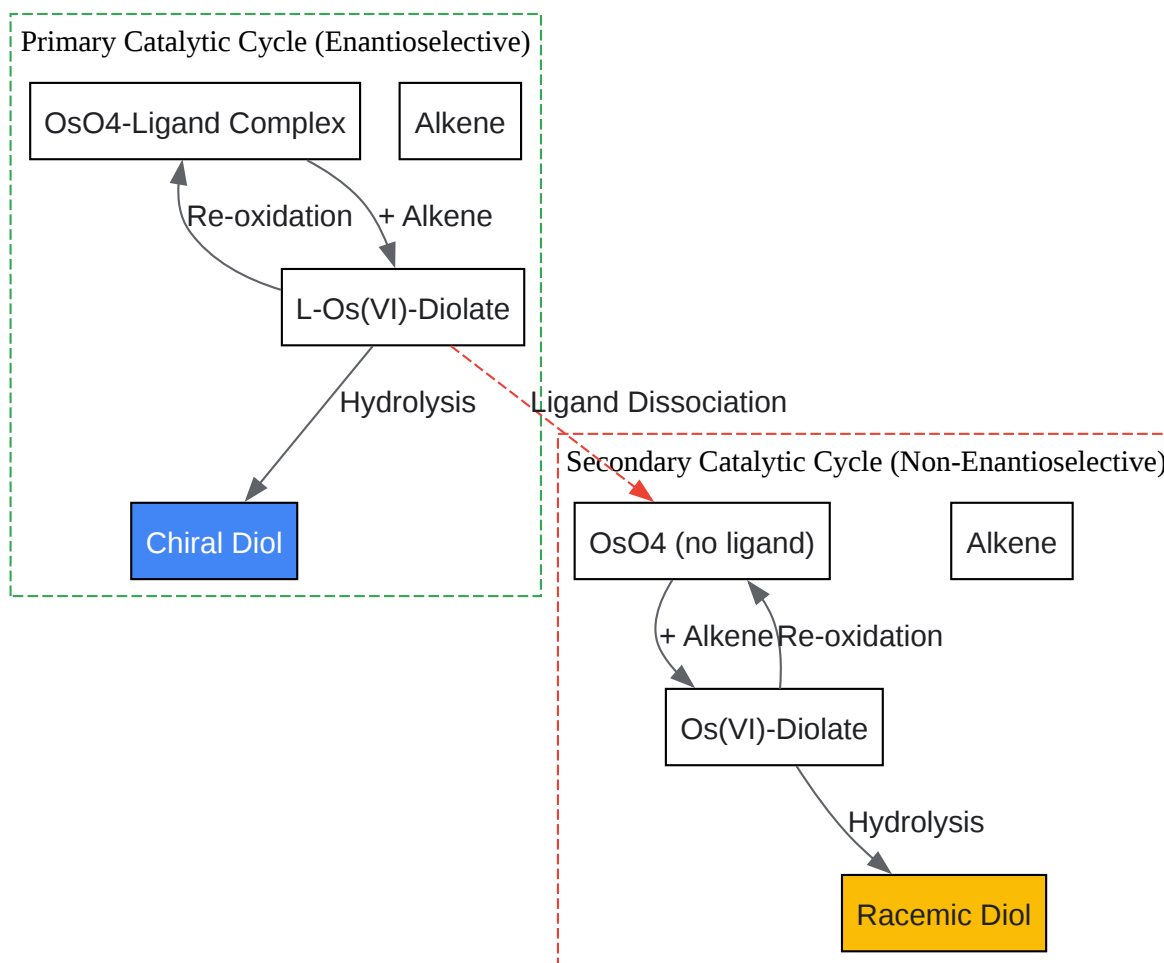 Primary Catalytic Cycle (Enantioselective)
OsO4-Ligand Complex
Alkene
Re-oxidation
+ Alkene
L-Os(VI)-Diolate
Hydrolysis
Ligand Dissociation
Chiral Diol
Secondary Catalytic Cycle (Non-Enantioselective)
OsO4 (no ligand)
Alkene
+ Alkene
Re-oxidation
Os(VI)-Diolate
Hydrolysis
Racemic Diol